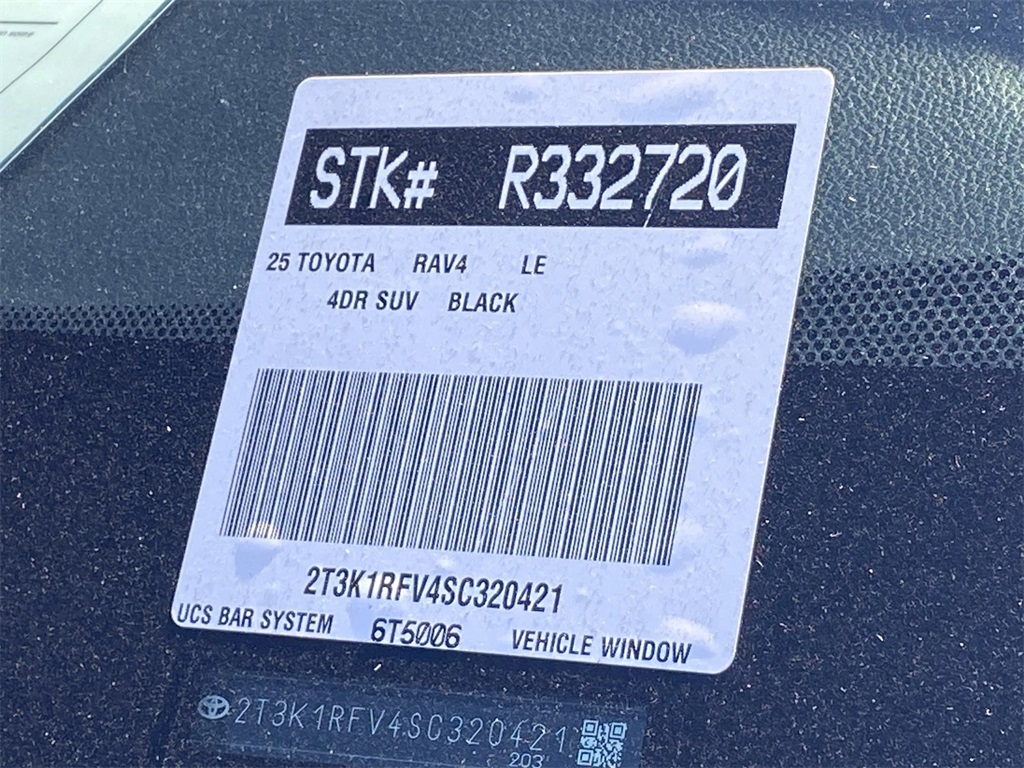 STK# R332720
25 TOYOTA RAV4 LE
4DR SUV BLACK
2T3K1RFV4SC320421
UCS BAR SYSTEM 6T5006 VEHICLE WINDOW
2T3K1RFV4SC320421
203